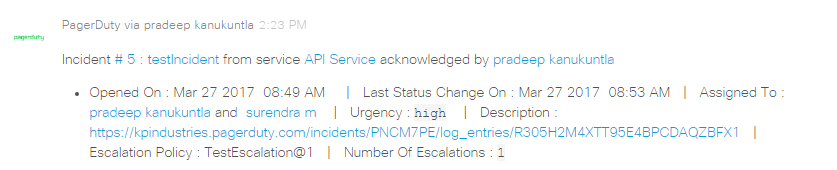 PagerDuty via pradeep kanukuntla 2:23 PM
pagerduty
Incident # 5 : testIncident from service API Service acknowledged by pradeep kanukuntla
• Opened On : Mar 27 2017 08:49 AM | Last Status Change On : Mar 27 2017 08:53 AM | Assigned To :
pradeep kanukuntla and surendra m | Urgency : high | Description :
https://kpindustries.pagerduty.com/incidents/PNCM7PE/log_entries/R305H2M4XTT95E4BPCDAQZBFX1 |
Escalation Policy : TestEscalation@1 | Number Of Escalations : 1